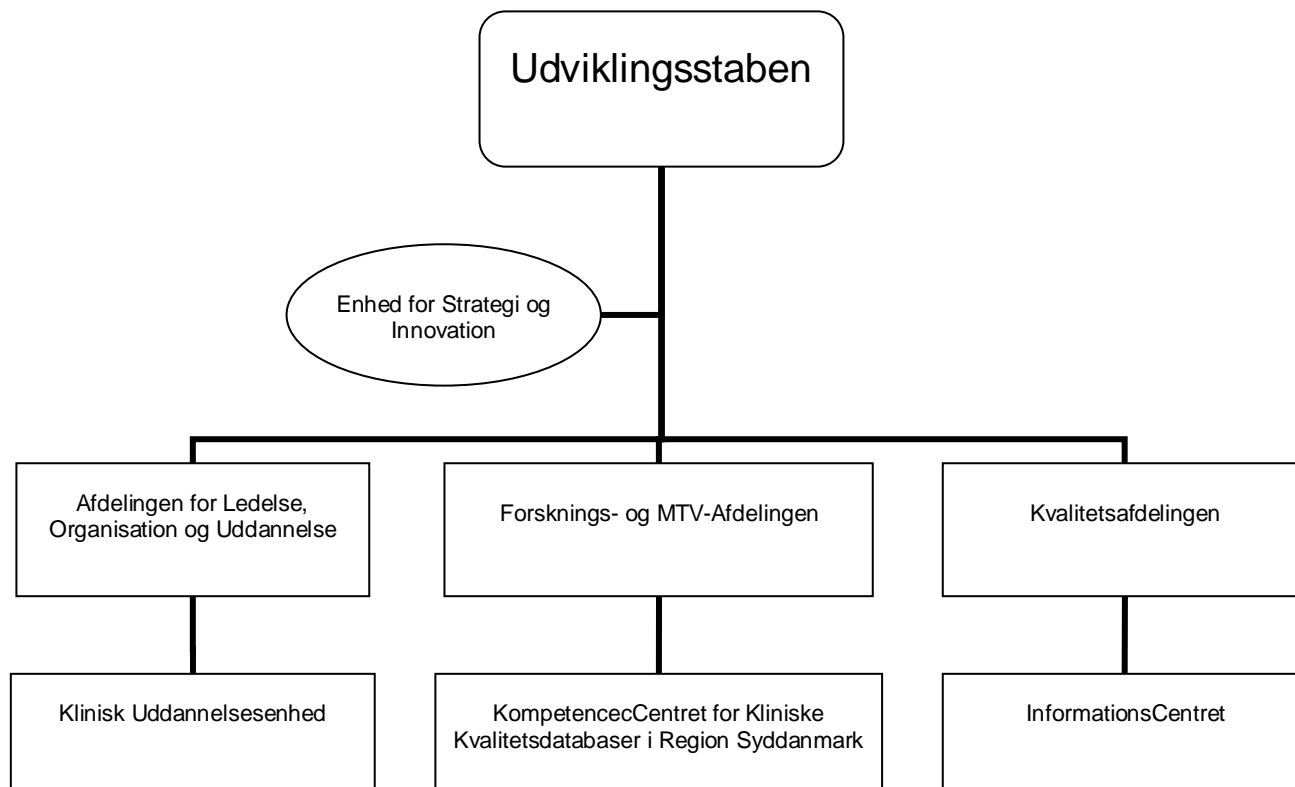 Udviklingsstaben
Enhed for Strategi og
Innovation
Afdelingen for Ledelse,
Organisation og Uddannelse
Forsknings- og MTV-Afdelingen
Kvalitetsafdelingen
Klinisk Uddannelsesenhed
KompetencecCentret for Kliniske
Kvalitetsdatabaser i Region Syddanmark
InformationsCentret